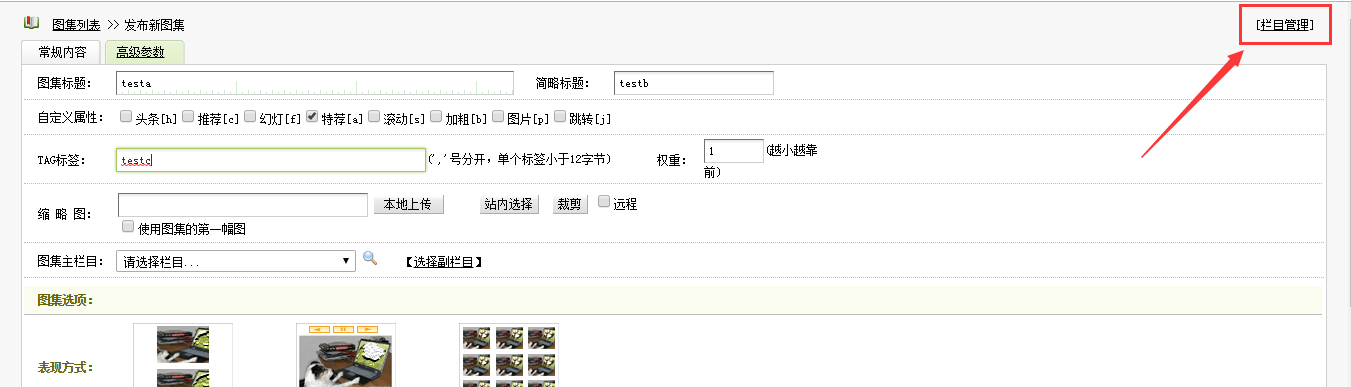 图集列表 >> 发布新图集 [栏目管理]
常规内容 高级参数
图集标题: testa 简略标题: testb
自定义属性: 头条[h] 推荐[c] 幻灯[f] 特荐[a] 滚动[s] 加粗[b] 图片[p] 跳转[j]
TAG标签: testc (','号分开，单个标签小于12字节) 权重: 1 (越小越靠
前)
缩 略 图: 本地上传 站内选择 裁剪 远程
使用图集的第一幅图
图集主栏目: 请选择栏目... 【选择副栏目】
图集选项:
表现方式: